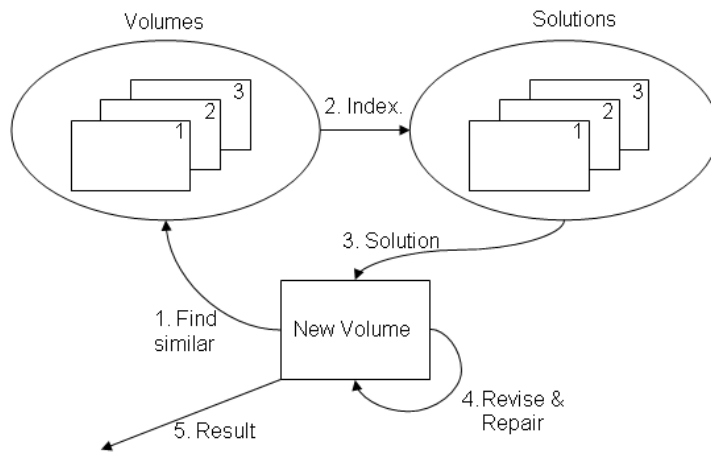 Volumes
Solutions
3
2
1
2. Index.
3
2
1
3. Solution
1. Find
similar
New Volume
4. Revise &
Repair
5. Result